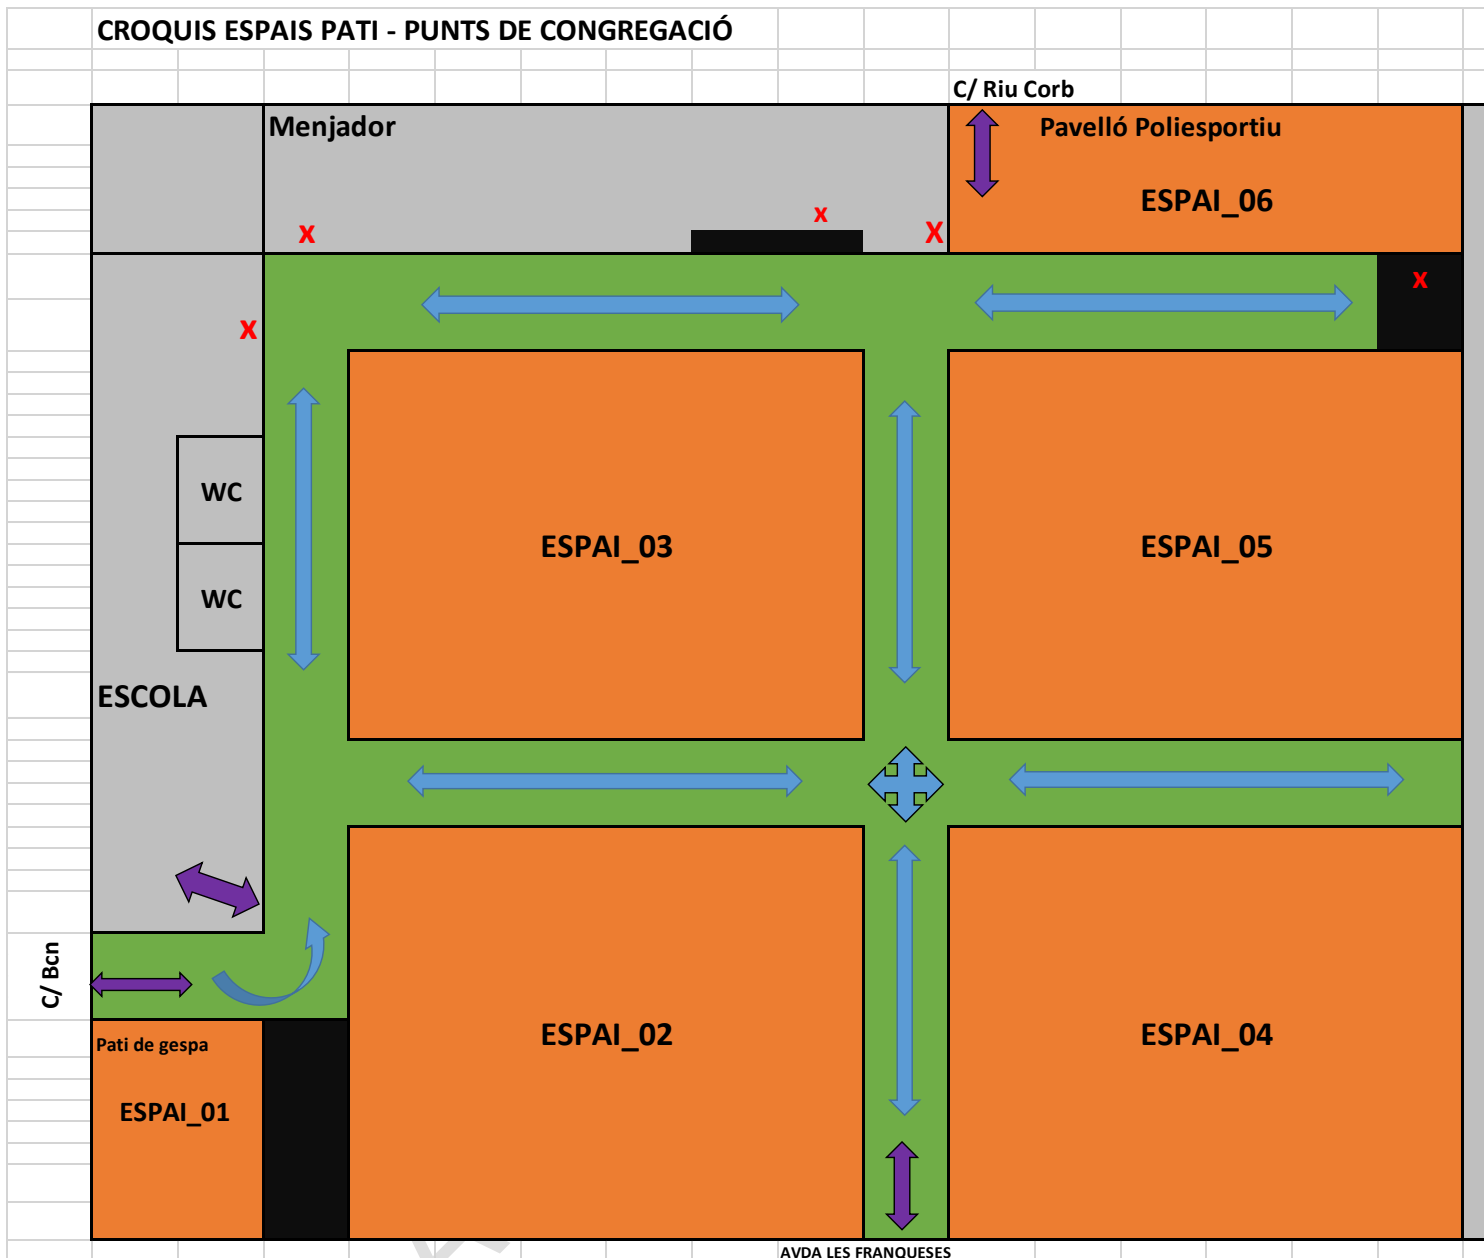 CROQUIS ESPAIS PATI - PUNTS DE CONGREGACIÓ
C/ Riu Corb
Menjador
Pavelló Poliesportiu
ESPAI_06
x
x
X
x
x
WC
ESPAI_03
ESPAI_05
WC
ESCOLA
C/ Bcn
Pati de gespa
ESPAI_02
ESPAI_04
ESPAI_01
AVDA LES FRANQUESES